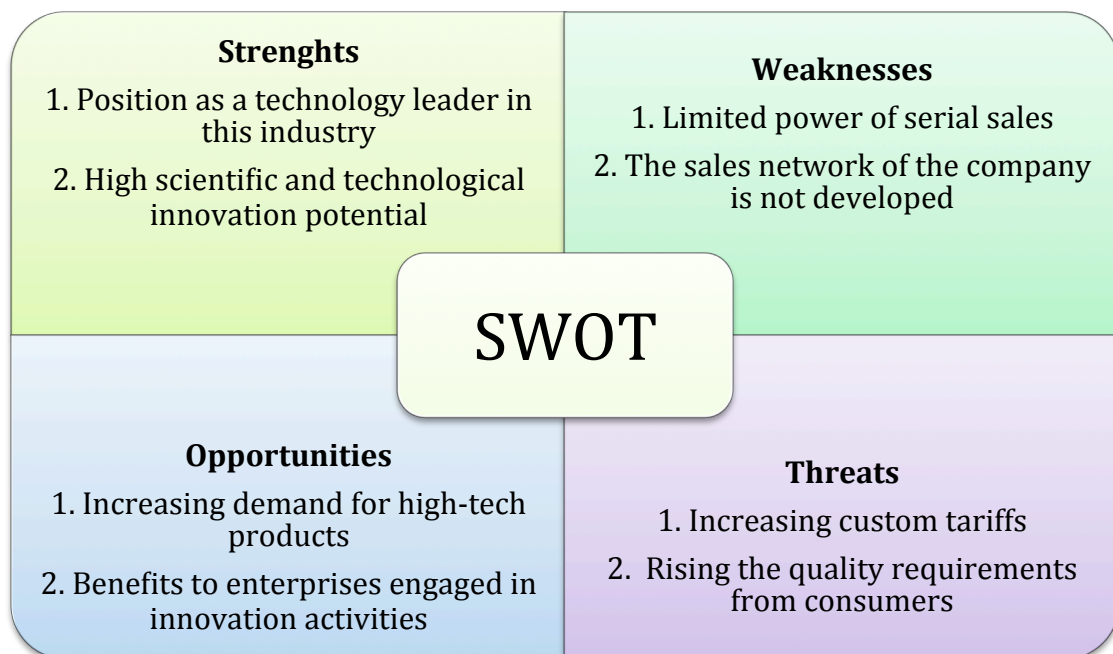 Strenghts
1. Position as a technology leader in
this industry
2. High scientific and technological
innovation potential
Weaknesses
1. Limited power of serial sales
2. The sales network of the company
is not developed
SWOT
Opportunities
1. Increasing demand for high-tech
products
2. Benefits to enterprises engaged in
innovation activities
Threats
1. Increasing custom tariffs
2. Rising the quality requirements
from consumers